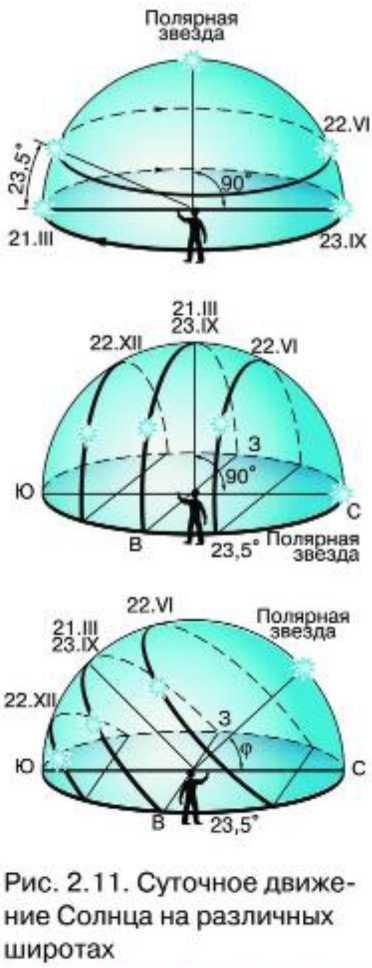 Полярная
звезда
22.VI
23,5°
90°
21.III
23.IX
21.III
23.IX
22.XII
22.VI
З
90°
Ю
С
В
23,5°
Полярная
звезда
22.VI
Полярная
звезда
21.III
23.IX
22.XII
З
φ
Ю
С
В
23,5°
Рис. 2.11. Суточное движе-
ние Солнца на различных
широтах